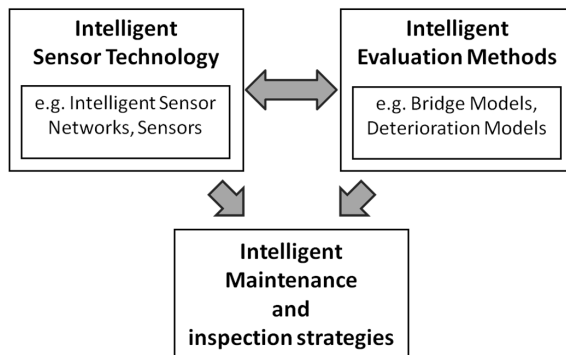 Intelligent
Sensor Technology
e.g. Intelligent Sensor
Networks, Sensors
Intelligent
Evaluation Methods
e.g. Bridge Models,
Deterioration Models
Intelligent
Maintenance
and
inspection strategies